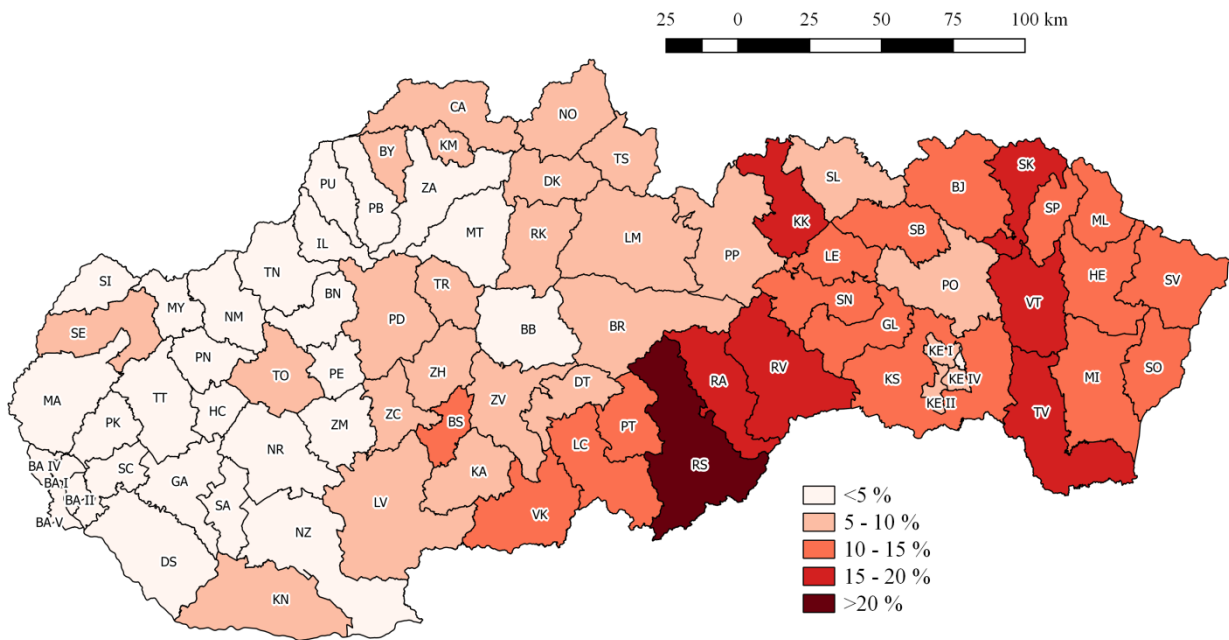 25 0 25 50 75 100 km
CA
NO
KM
BY
TS
PU
PB
ZA
DK
SL
BJ
SK
SP
ML
KK
IL
MT
RK
LM
SB
PP
LE
HE
SV
TN
SI
MY
NM
BN
TR
PD
PO
VT
SN
GL
SE
BB
BR
PN
TO
PE
ZH
KE I
RA
RV
KS
KE IV
MI
SO
MA
TT
HC
DT
ZV
PK
ZM
ZC
BS
KE II
TV
PT
LC
NR
RS
BA IV
SC
BA I
GA
KA
BA II
SA
LV
VK
BA V
NZ
DS
KN
<5 %
5 - 10 %
10 - 15 %
15 - 20 %
>20 %